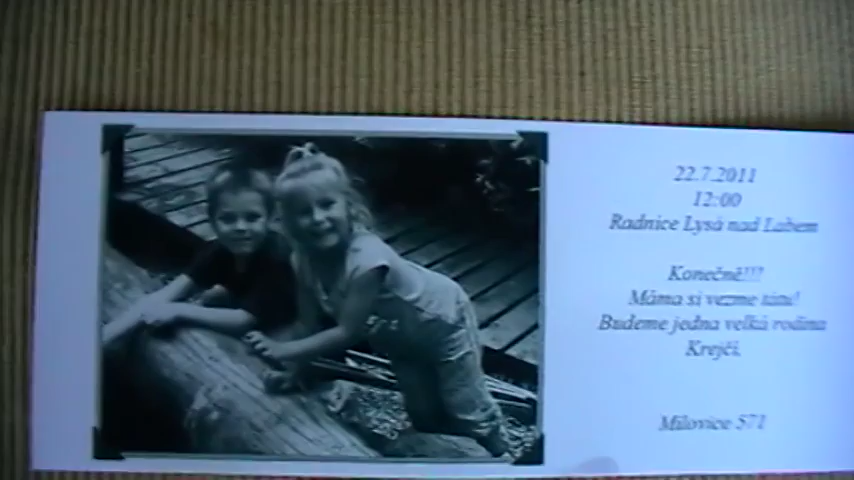 22.7.2011
12:00
Radnice Lysá nad Labem
Konečně!!!
Máma si vezme tátu!
Budeme jedna velká rodina
Krejčí.
Milovice 571